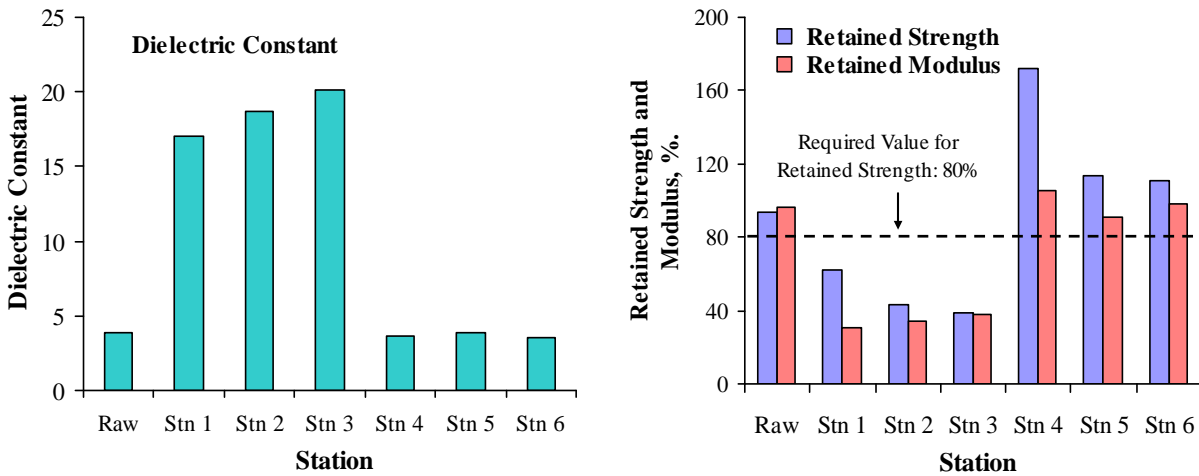 25
20
15
10
5
0
Dielectric Constant
Dielectric Constant
Raw Stn 1 Stn 2 Stn 3 Stn 4 Stn 5 Stn 6
Station
200
160
120
80
40
0
Retained Strength and
Modulus, %.
Retained Strength
Retained Modulus
Required Value for
Retained Strength: 80%
Raw Stn 1 Stn 2 Stn 3 Stn 4 Stn 5 Stn 6
Station